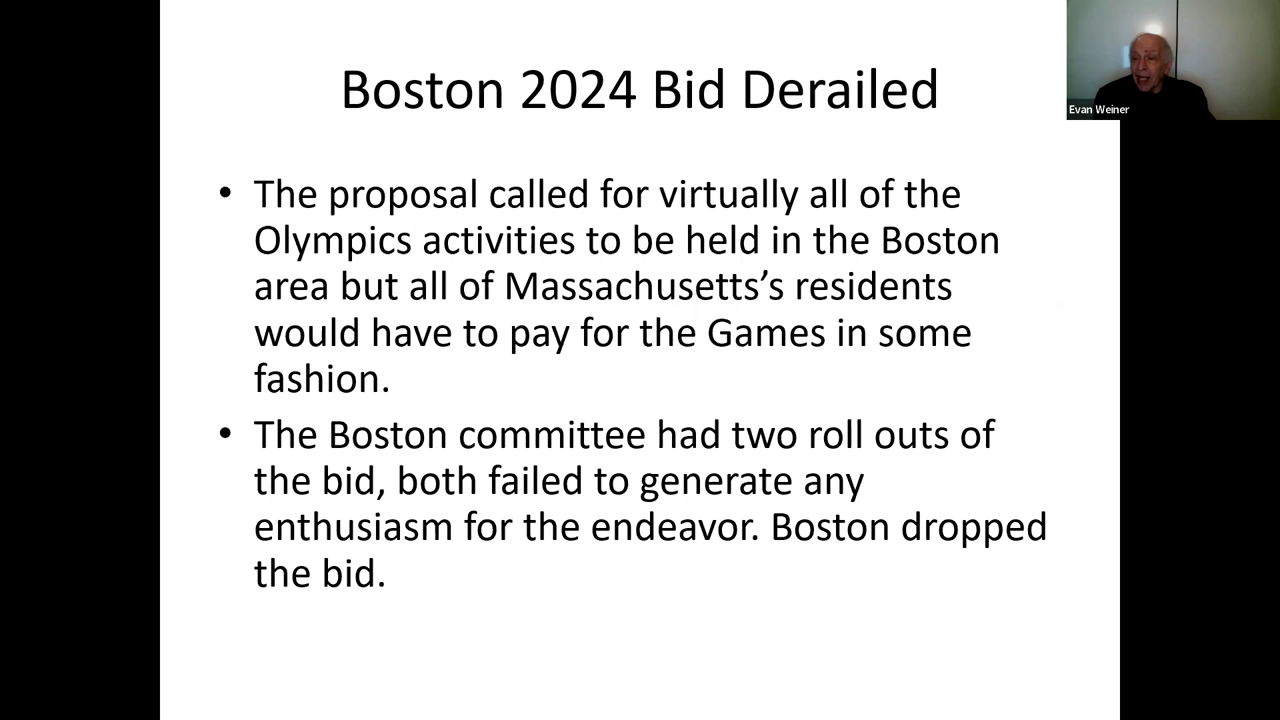 Boston 2024 Bid Derailed
Evan Weiner
• The proposal called for virtually all of the
Olympics activities to be held in the Boston
area but all of Massachusetts’s residents
would have to pay for the Games in some
fashion.
• The Boston committee had two roll outs of
the bid, both failed to generate any
enthusiasm for the endeavor. Boston dropped
the bid.